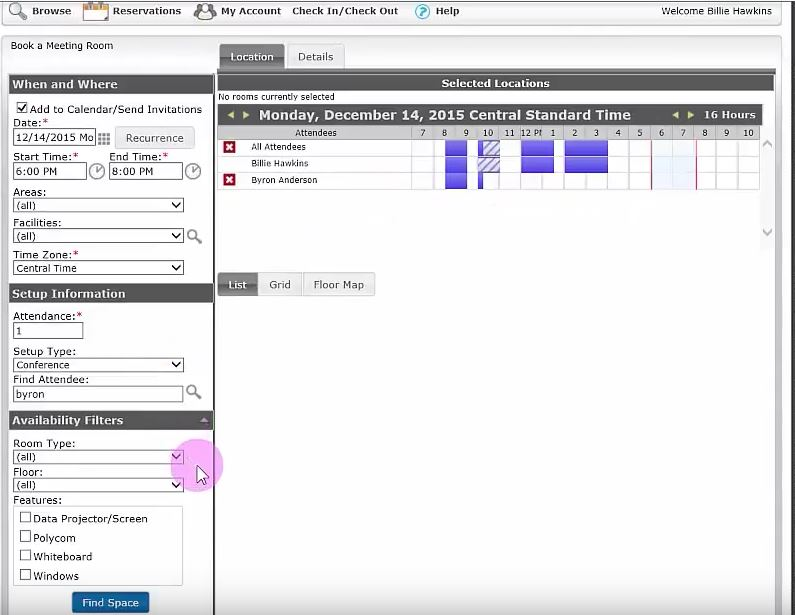 Browse Reservations My Account Check In/Check Out ? Help Welcome Billie Hawkins
Book a Meeting Room
Location Details
When and Where
Add to Calendar/Send Invitations
Date:*
12/14/2015 Mo Recurrence
Start Time:* End Time:*
6:00 PM 8:00 PM
Areas:
(all)
Facilities:
(all)
Time Zone:*
Central Time
Setup Information
Attendance:*
1
Setup Type:
Conference
Find Attendee:
byron
Availability Filters
Room Type:
(all)
Floor:
(all)
Features:
Data Projector/Screen
Polycom
Whiteboard
Windows
Find Space
Selected Locations
No rooms currently selected
Monday, December 14, 2015 Central Standard Time 16 Hours
Attendees 7 8 9 10 11 12 PM 1 2 3 4 5 6 7 8 9 10
All Attendees
Billie Hawkins
Byron Anderson
List Grid Floor Map